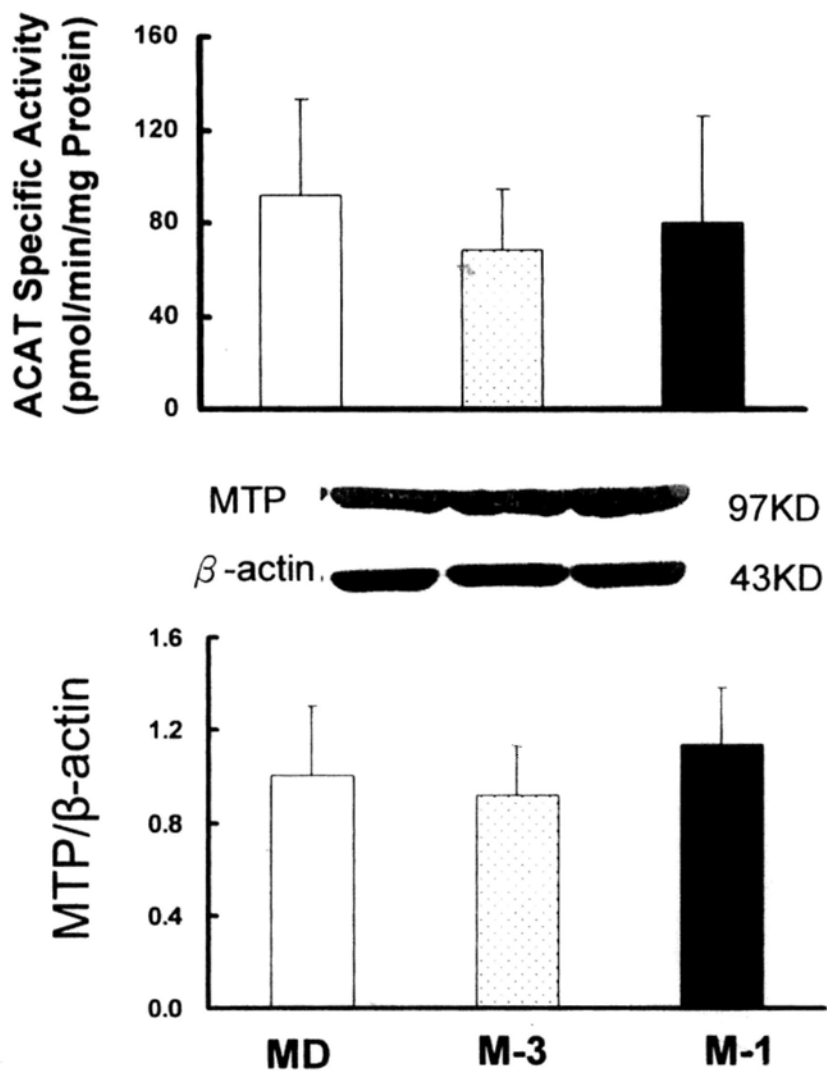 ACAT Specific Activity
(pmol/min/mg Protein)
160
120
80
40
0
MTP 97KD
β-actin 43KD
MTP/β-actin
1.6
1.2
0.8
0.4
0.0
MD M-3 M-1